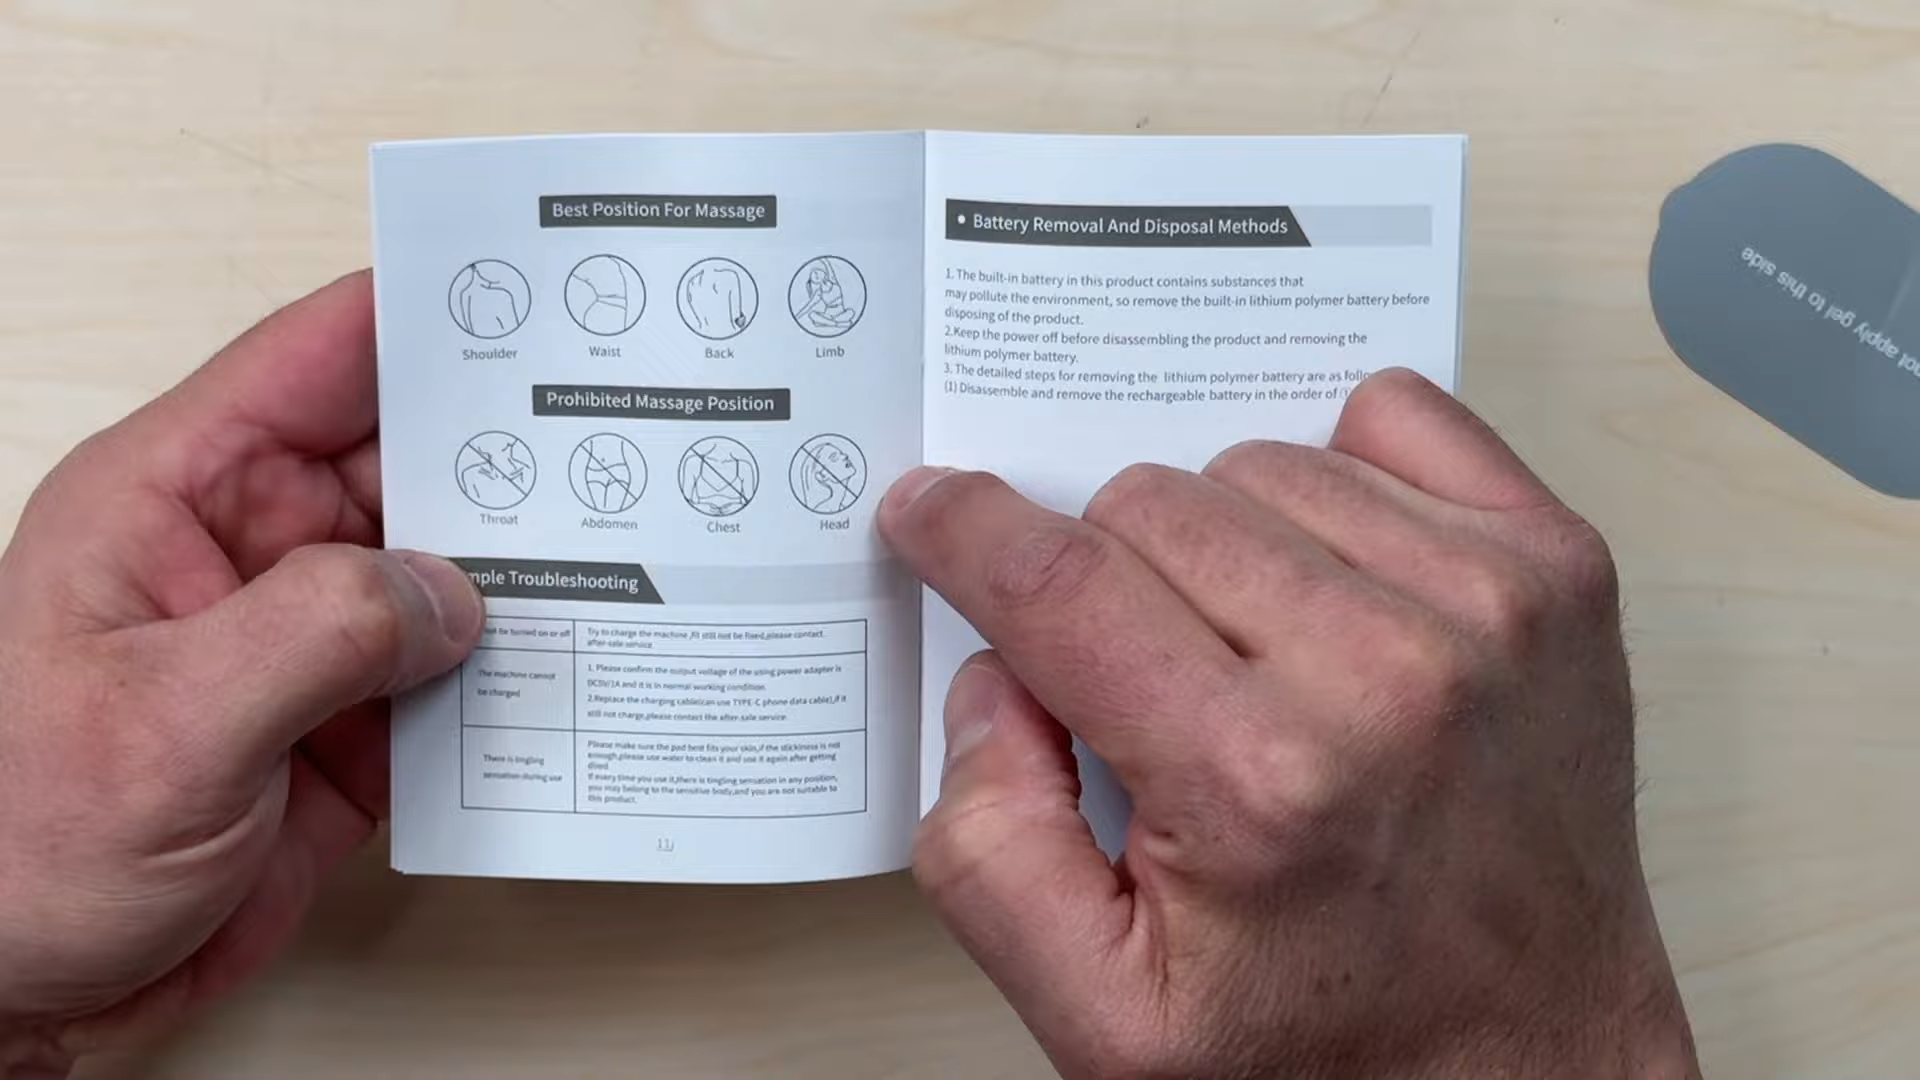 Best Position For Massage
Shoulder
Waist
Back
Limb
Prohibited Massage Position
Throat
Abdomen
Chest
Head
mple Troubleshooting
be turned on or off
Try to charge the machine ,fit still not be fixed,please contact
after-sale service
The machine cannot
be charged
1. Please confirm the output voltage of the using power adapter is
DC5V/1A and it is in normal working condition.
2.Replace the charging cable(can use TYPE-C phone data cable),if it
still not charge,please contact the after-sale service.
There is tingling
sensation during use
Please make sure the pad best fits your skin,if the stickiness is not
enough,please use water to clean it and use it again after getting
dried.
If every time you use it,there is tingling sensation in any position,
you may belong to the sensitive body,and you are not suitable to
this product.
11
• Battery Removal And Disposal Methods
1. The built-in battery in this product contains substances that
may pollute the environment, so remove the built-in lithium polymer battery before
disposing of the product.
2.Keep the power off before disassembling the product and removing the
lithium polymer battery.
3. The detailed steps for removing the lithium polymer battery are as follo
(1) Disassemble and remove the rechargeable battery in the order of ①
ot apply gel to this side